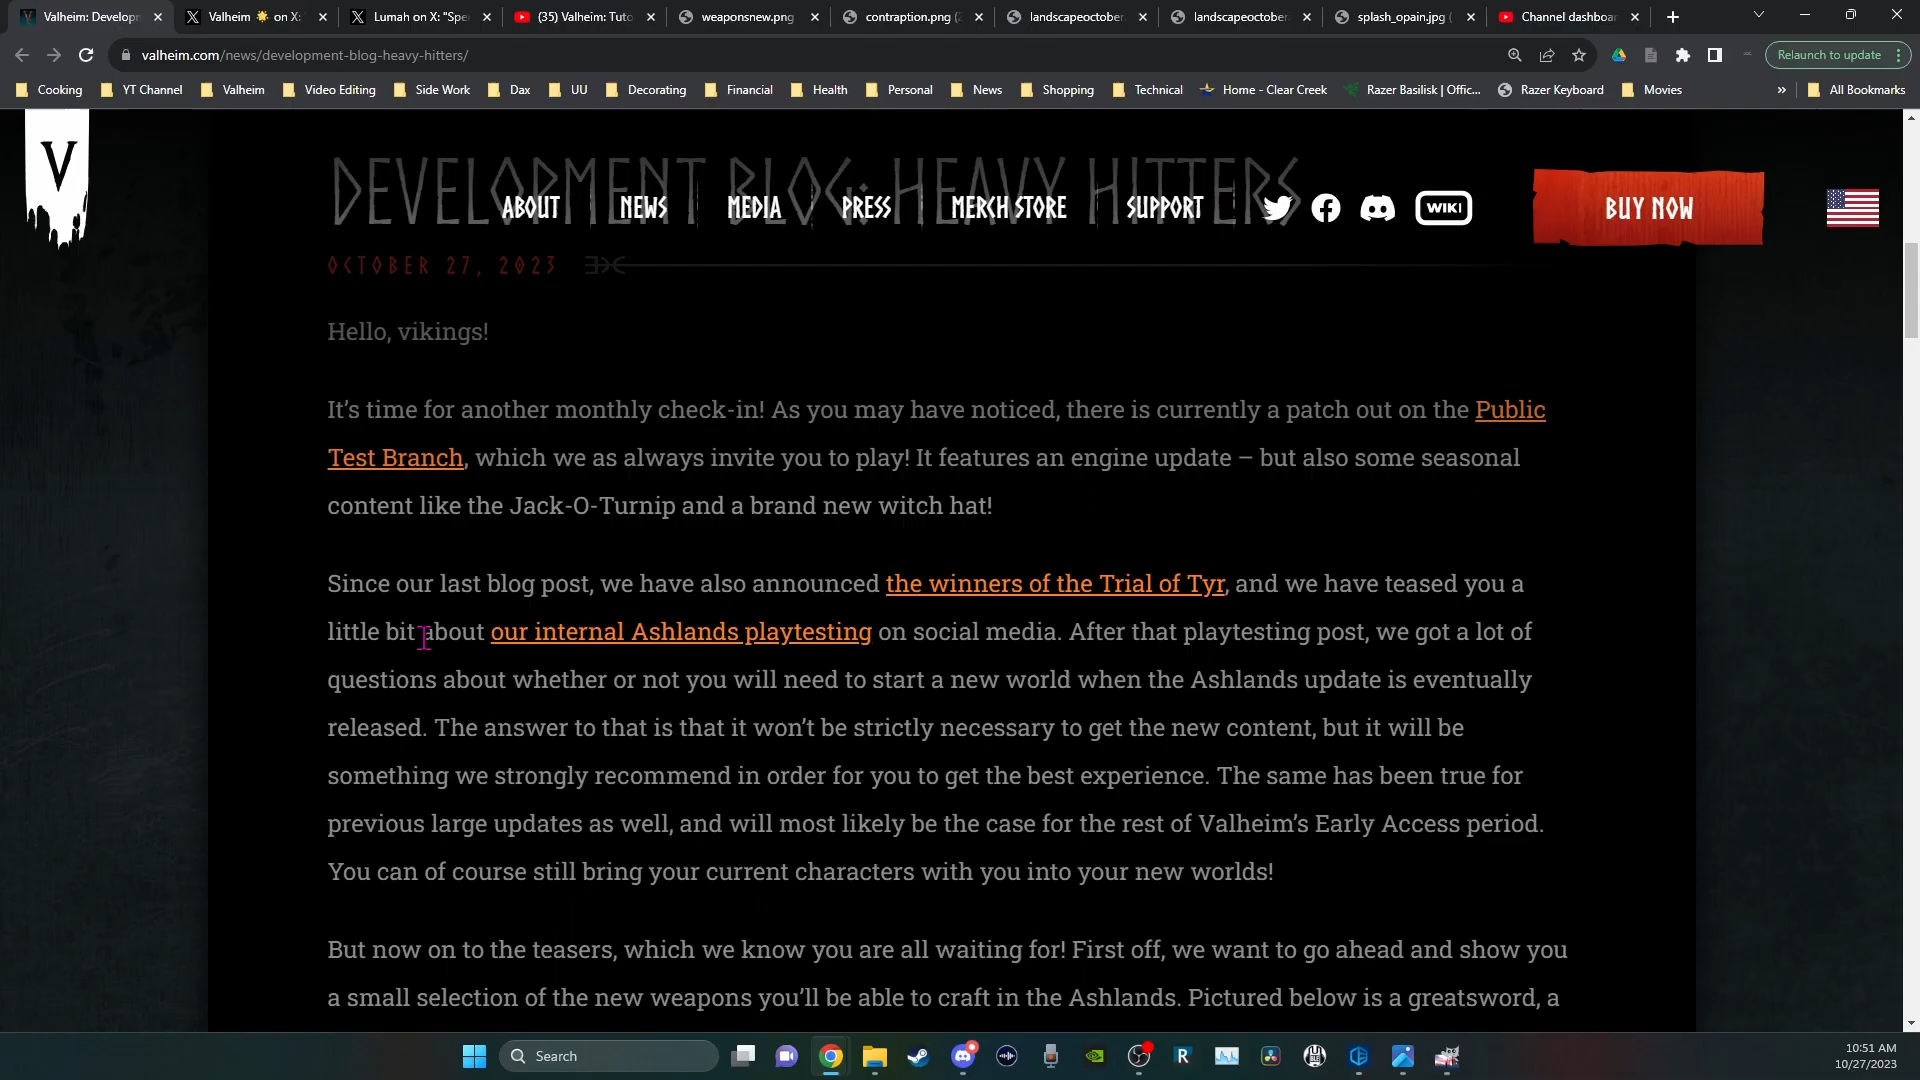 Valheim: Develop
Valheim ☀ on X:
Lumah on X: "Spe
(35) Valheim: Tuto
weaponsnew.png
contraption.png (2
landscapeoctober.
landscapeoctober
splash_opain.jpg (
Channel dashboa
valheim.com/news/development-blog-heavy-hitters/
Relaunch to update
Cooking
YT Channel
Valheim
Video Editing
Side Work
Dax
UU
Decorating
Financial
Health
Personal
News
Shopping
Technical
Home - Clear Creek
Razer Basilisk | Offic...
Razer Keyboard
Movies
»
All Bookmarks
V
DEVELOPMENT BLOG: HEAVY HITTERS
ABOUT
NEWS
MEDIA
PRESS
MERCH STORE
SUPPORT
WIKI
BUY NOW
OCTOBER 27, 2023
Hello, vikings!
It's time for another monthly check-in! As you may have noticed, there is currently a patch out on the Public
Test Branch, which we as always invite you to play! It features an engine update – but also some seasonal
content like the Jack-O-Turnip and a brand new witch hat!
Since our last blog post, we have also announced the winners of the Trial of Tyr, and we have teased you a
little bit about our internal Ashlands playtesting on social media. After that playtesting post, we got a lot of
questions about whether or not you will need to start a new world when the Ashlands update is eventually
released. The answer to that is that it won't be strictly necessary to get the new content, but it will be
something we strongly recommend in order for you to get the best experience. The same has been true for
previous large updates as well, and will most likely be the case for the rest of Valheim's Early Access period.
You can of course still bring your current characters with you into your new worlds!
But now on to the teasers, which we know you are all waiting for! First off, we want to go ahead and show you
a small selection of the new weapons you'll be able to craft in the Ashlands. Pictured below is a greatsword, a
Search
R
10:51 AM
10/27/2023